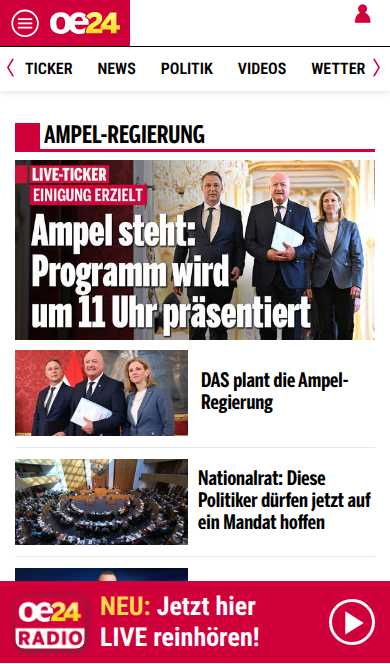 oe24
TICKER NEWS POLITIK VIDEOS WETTER
AMPEL-REGIERUNG
LIVE-TICKER
EINIGUNG ERZIELT
Ampel steht:
Programm wird
um 11 Uhr präsentiert
DAS plant die Ampel-
Regierung
Nationalrat: Diese
Politiker dürfen jetzt auf
ein Mandat hoffen
oe24
RADIO
NEU: Jetzt hier
LIVE reinhören!